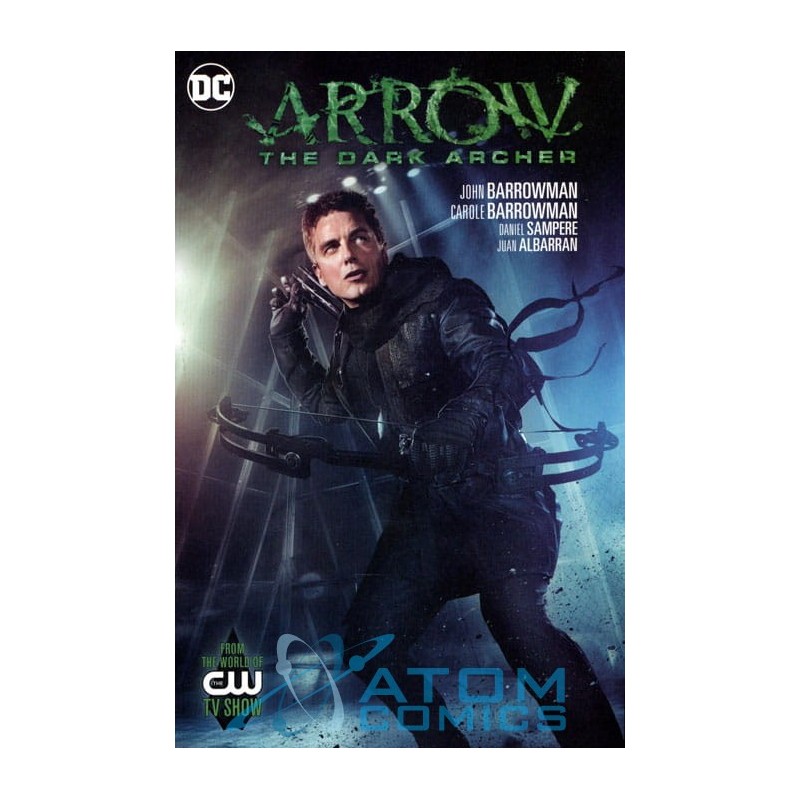 DC
ARROW
THE DARK ARCHER
JOHN BARROWMAN
CAROLE BARROWMAN
DANIEL SAMPERE
JUAN ALBARRAN
FROM
THE WORLD OF
THE CW
TV SHOW
ATOM
COMICS